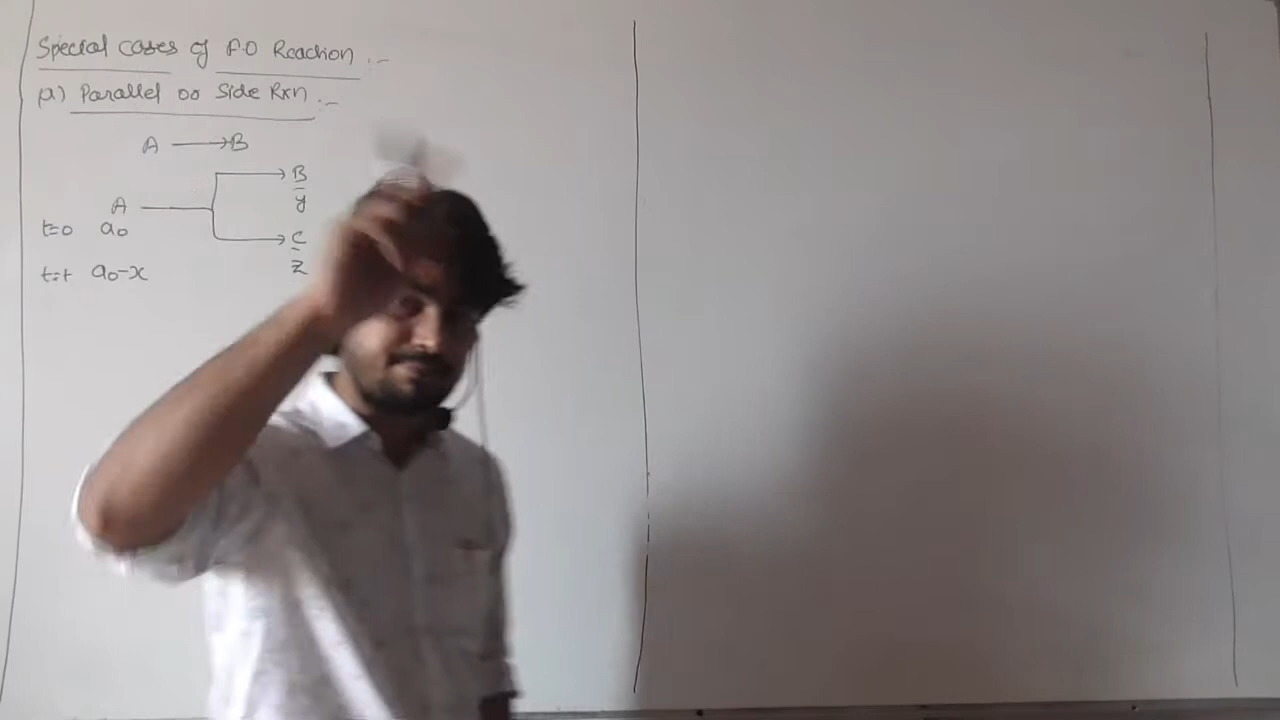 Special cases of F.O Reaction :-
(a) Parallel or Side Rxn :-
A → B
A → B
y
t=0 a₀ → C
z
t=t a₀-x